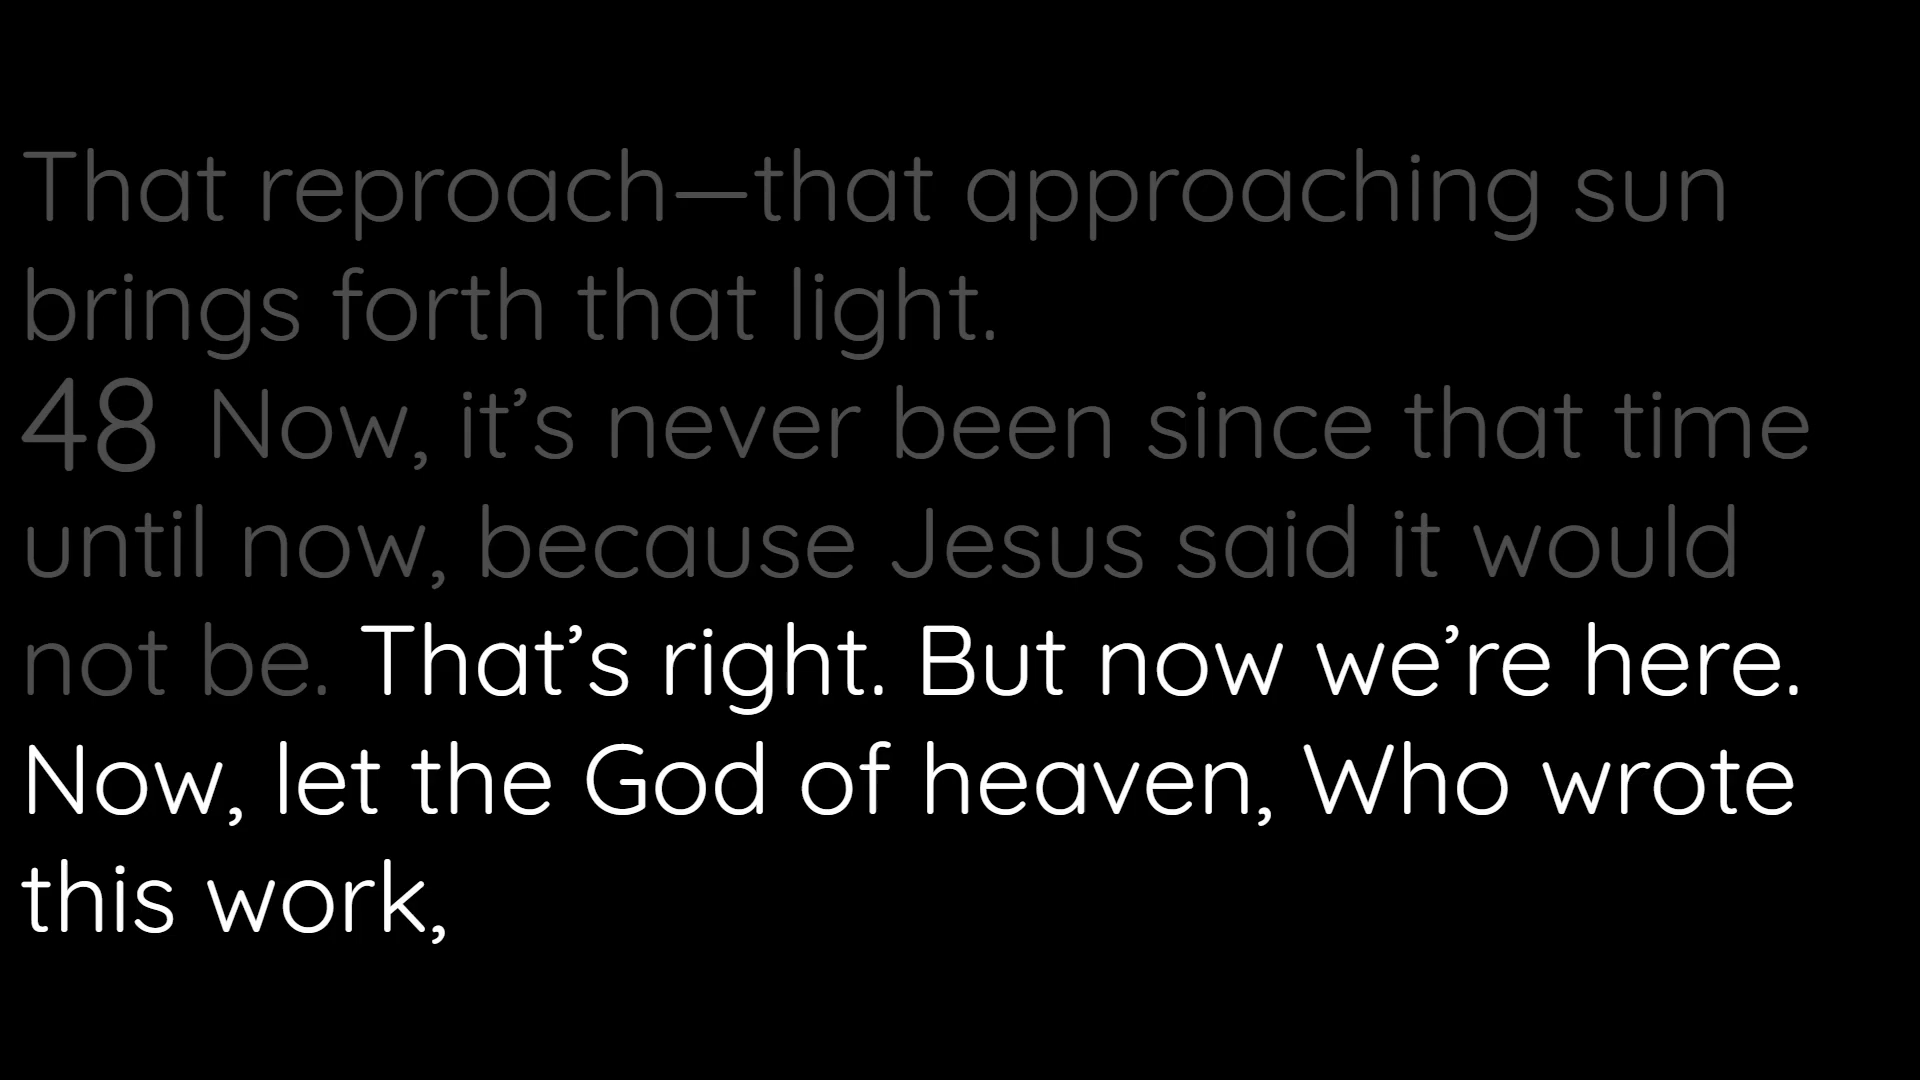 That reproach—that approaching sun
brings forth that light.
48 Now, it’s never been since that time
until now, because Jesus said it would
not be. That’s right. But now we’re here.
Now, let the God of heaven, Who wrote
this work,